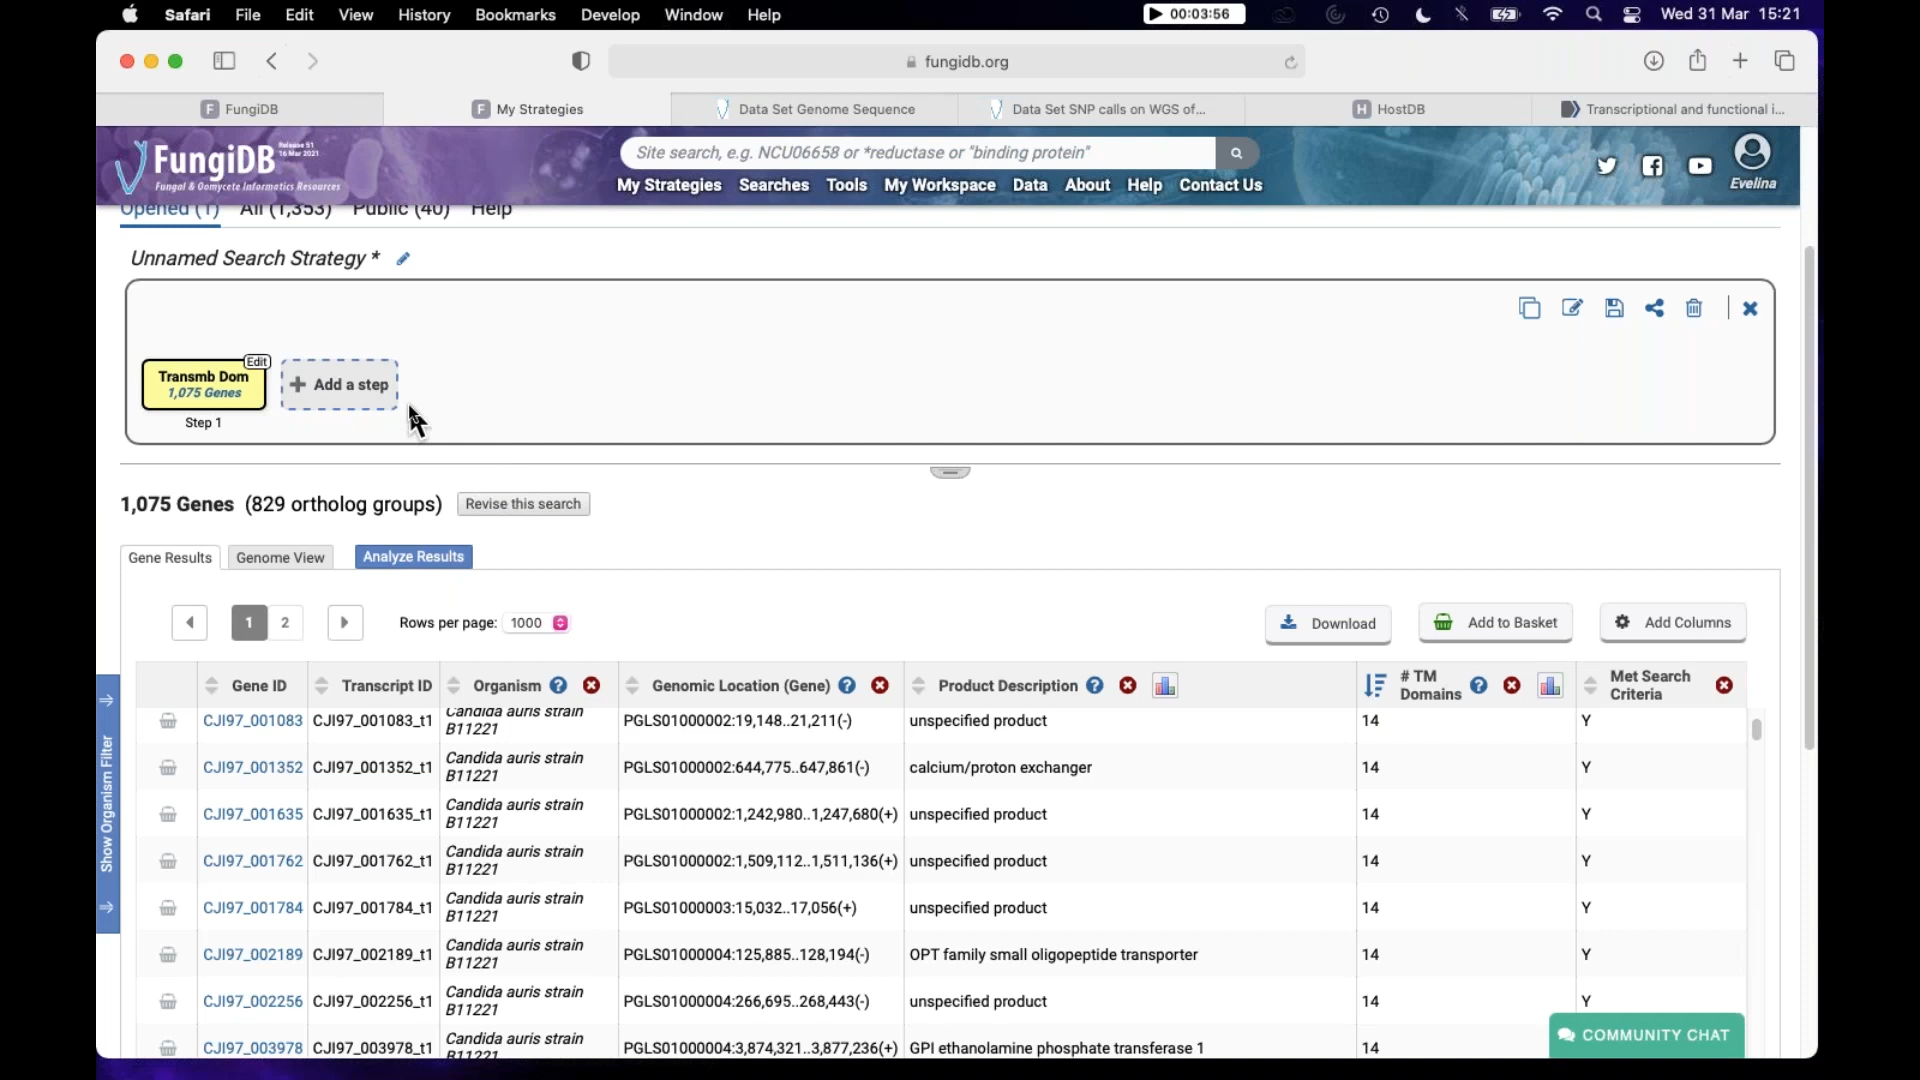 Safari File Edit View History Bookmarks Develop Window Help 00:03:56 Wed 31 Mar 15:21
fungidb.org
F FungiDB F My Strategies Data Set Genome Sequence Data Set SNP calls on WGS of... H HostDB Transcriptional and functional i...
FungiDB Release 51
16 Mar 2021
Fungal & Oomycete Informatics Resources
Site search, e.g. NCU06658 or *reductase or "binding protein"
My Strategies Searches Tools My Workspace Data About Help Contact Us
Evelina
Opened (1) All (1,353) Public (40) Help
Unnamed Search Strategy *
Edit
Transmb Dom
1,075 Genes
+ Add a step
Step 1
1,075 Genes (829 ortholog groups) Revise this search
Gene Results Genome View Analyze Results
1 2 Rows per page: 1000 Download Add to Basket Add Columns
Gene ID Transcript ID Organism Genomic Location (Gene) Product Description # TM Domains Met Search Criteria
CJI97_001083 CJI97_001083_t1 Candida auris strain B11221 PGLS01000002:19,148..21,211(-) unspecified product 14 Y
CJI97_001352 CJI97_001352_t1 Candida auris strain B11221 PGLS01000002:644,775..647,861(-) calcium/proton exchanger 14 Y
CJI97_001635 CJI97_001635_t1 Candida auris strain B11221 PGLS01000002:1,242,980..1,247,680(+) unspecified product 14 Y
CJI97_001762 CJI97_001762_t1 Candida auris strain B11221 PGLS01000002:1,509,112..1,511,136(+) unspecified product 14 Y
CJI97_001784 CJI97_001784_t1 Candida auris strain B11221 PGLS01000003:15,032..17,056(+) unspecified product 14 Y
CJI97_002189 CJI97_002189_t1 Candida auris strain B11221 PGLS01000004:125,885..128,194(-) OPT family small oligopeptide transporter 14 Y
CJI97_002256 CJI97_002256_t1 Candida auris strain B11221 PGLS01000004:266,695..268,443(-) unspecified product 14 Y
CJI97_003978 CJI97_003978_t1 Candida auris strain B11221 PGLS01000004:3,874,321..3,877,236(+) GPI ethanolamine phosphate transferase 1 14
Show Organism Filter
COMMUNITY CHAT